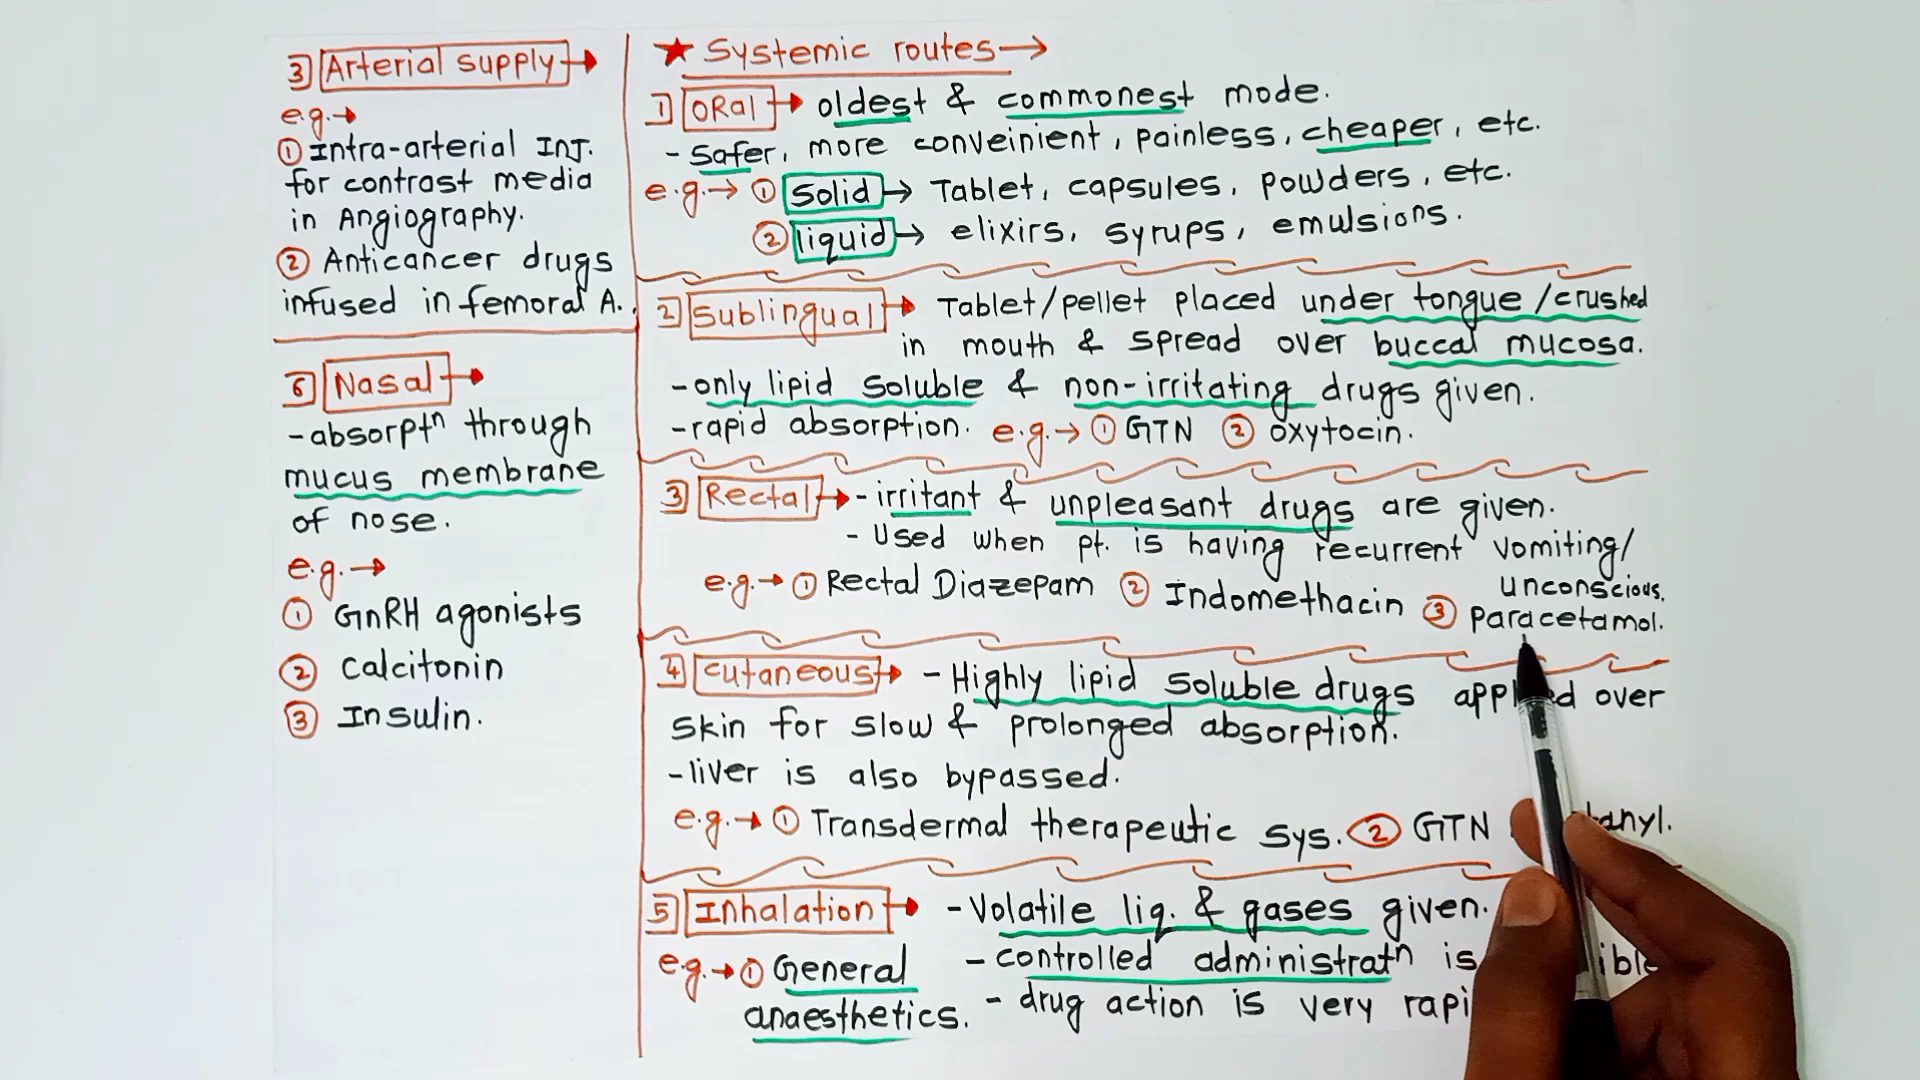 3 Arterial supply →
e.g. →
① Intra-arterial INJ.
for contrast media
in Angiography.
② Anticancer drugs
infused in femoral A.
6 Nasal →
- absorptⁿ through
mucus membrane
of nose.
e.g. →
① GnRH agonists
② Calcitonin
③ Insulin.
★ Systemic routes →
1 ORal → oldest & commonest mode.
- Safer, more conveinient, painless, cheaper, etc.
e.g. → ① Solid → Tablet, capsules, powders, etc.
② liquid → elixirs, syrups, emulsions.
2 Sublingual → Tablet/pellet placed under tongue/crushed
in mouth & spread over buccal mucosa.
- only lipid soluble & non-irritating drugs given.
- rapid absorption. e.g. → ① GTN ② oxytocin.
3 Rectal → - irritant & unpleasant drugs are given.
- Used when pt. is having recurrent vomiting/
unconscious.
e.g. → ① Rectal Diazepam ② Indomethacin ③ paracetamol.
4 Cutaneous → - Highly lipid soluble drugs over
skin for slow & prolonged absorption.
- liver is also bypassed.
e.g. → ① Transdermal therapeutic sys. ② GTN
5 Inhalation → - Volatile liq. & gases given.
- controlled administratⁿ is
e.g. → ① General
anaesthetics.
- drug action is very